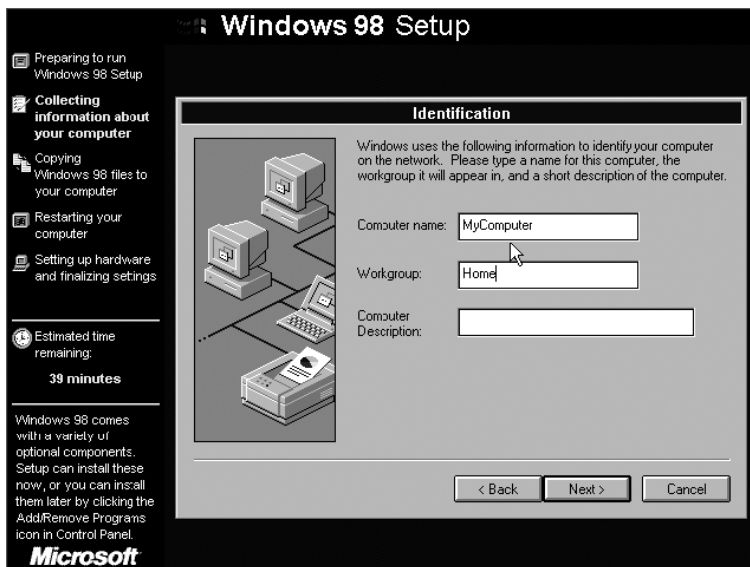 Windows 98 Setup
Preparing to run
Windows 98 Setup
Collecting
information about
your computer
Copying
Windows 98 files to
your computer
Restarting your
computer
Setting up hardware
and finalizing settings
Estimated time
remaining:
39 minutes
Windows 98 comes
with a variety of
optional components.
Setup can install these
now, or you can install
them later by clicking the
Add/Remove Programs
icon in Control Panel.
Microsoft
Identification
Windows uses the following information to identify your computer
on the network. Please type a name for this computer, the
workgroup it will appear in, and a short description of the computer.
Computer name: MyComputer
Workgroup: Home
Computer
Description:
< Back Next > Cancel